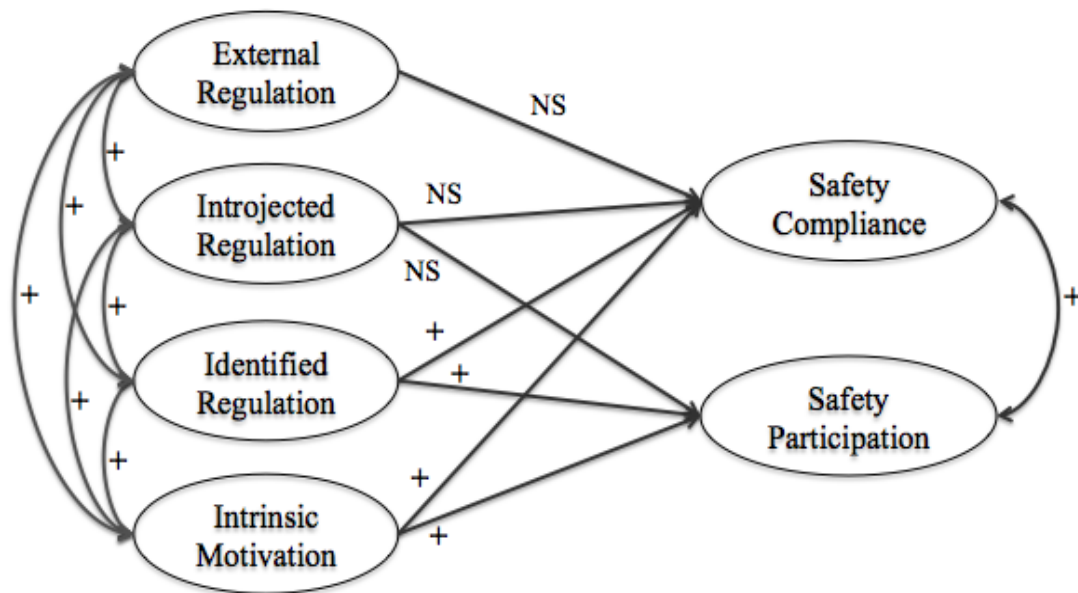 External
Regulation
NS
+
Introjected
Regulation
NS
Safety
Compliance
+
NS
+
+
+
+
Identified
Regulation
+
+
Safety
Participation
+
+
Intrinsic
Motivation
+
+